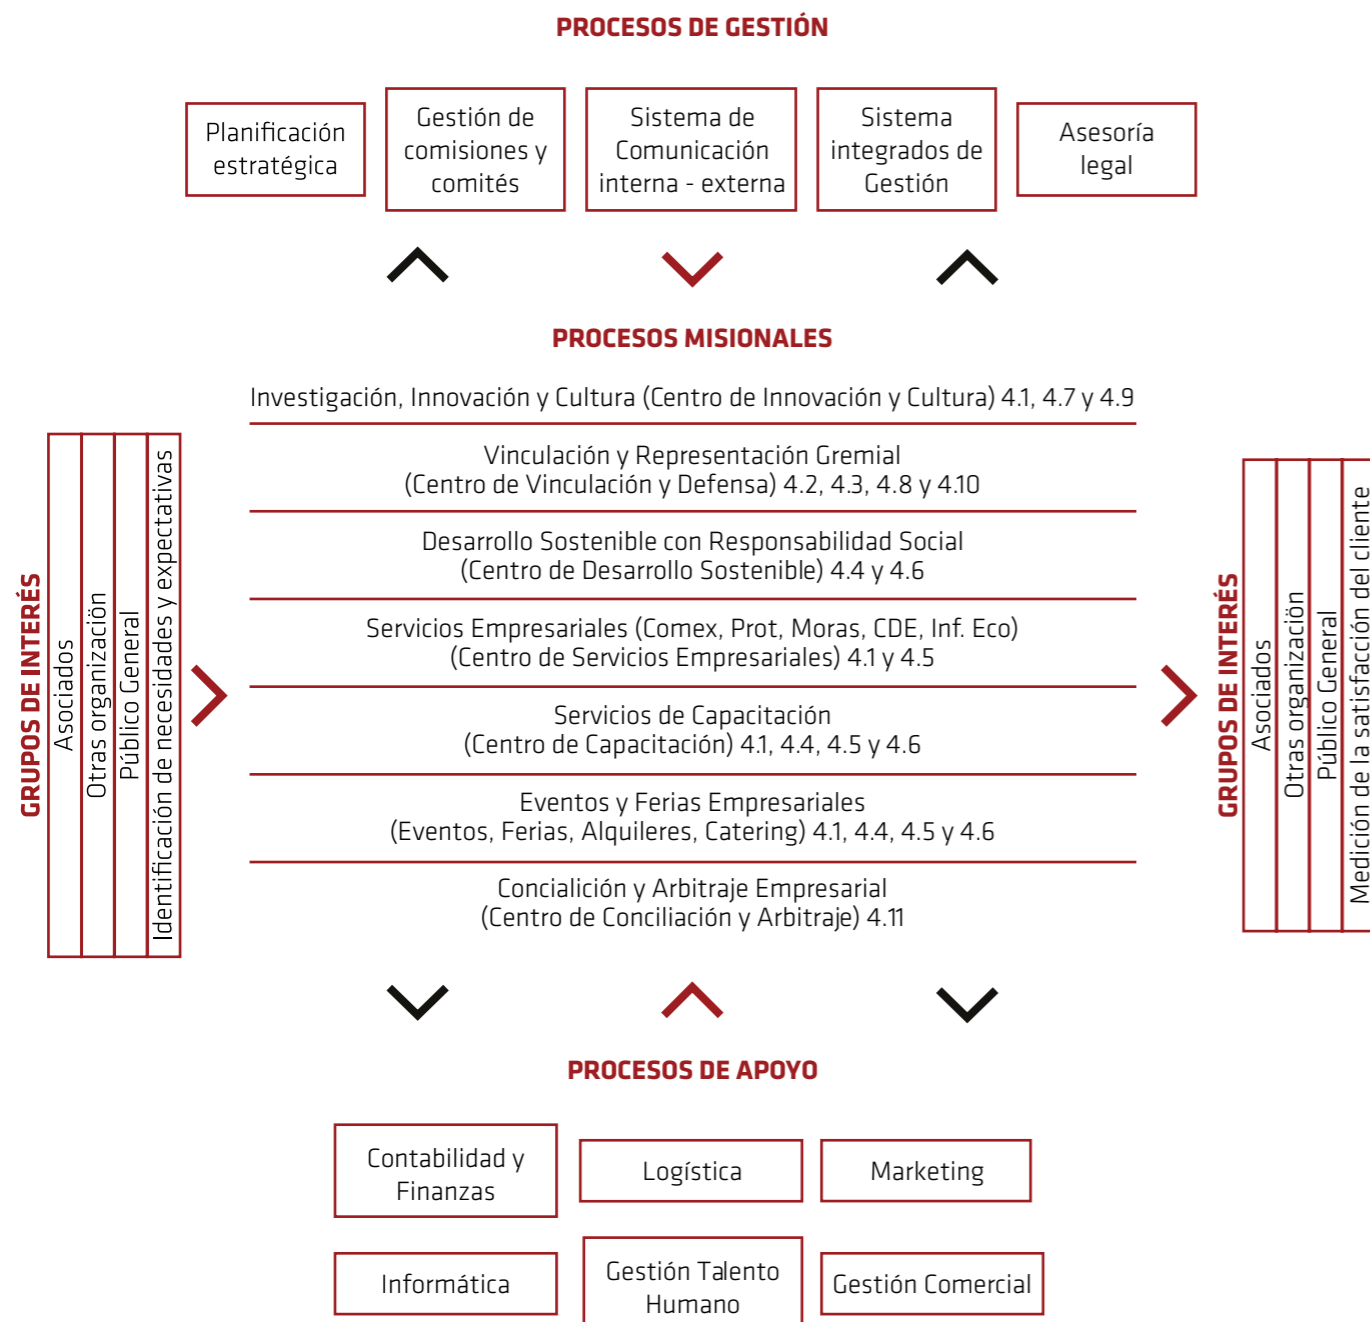 PROCESOS DE GESTIÓN
Planificación
estratégica
Gestión de
comisiones y
comités
Sistema de
Comunicación
interna - externa
Sistema
integrados de
Gestión
Asesoría
legal
PROCESOS MISIONALES
GRUPOS DE INTERÉS
Asociados
Otras organizaciön
Público General
Identificación de necesidades y expectativas
Investigación, Innovación y Cultura (Centro de Innovación y Cultura) 4.1, 4.7 y 4.9
Vinculación y Representación Gremial
(Centro de Vinculación y Defensa) 4.2, 4.3, 4.8 y 4.10
Desarrollo Sostenible con Responsabilidad Social
(Centro de Desarrollo Sostenible) 4.4 y 4.6
Servicios Empresariales (Comex, Prot, Moras, CDE, Inf. Eco)
(Centro de Servicios Empresariales) 4.1 y 4.5
Servicios de Capacitación
(Centro de Capacitación) 4.1, 4.4, 4.5 y 4.6
Eventos y Ferias Empresariales
(Eventos, Ferias, Alquileres, Catering) 4.1, 4.4, 4.5 y 4.6
Concialición y Arbitraje Empresarial
(Centro de Conciliación y Arbitraje) 4.11
GRUPOS DE INTERÉS
Asociados
Otras organizaciön
Público General
Medición de la satisfacción del cliente
PROCESOS DE APOYO
Contabilidad y
Finanzas
Logística
Marketing
Informática
Gestión Talento
Humano
Gestión Comercial